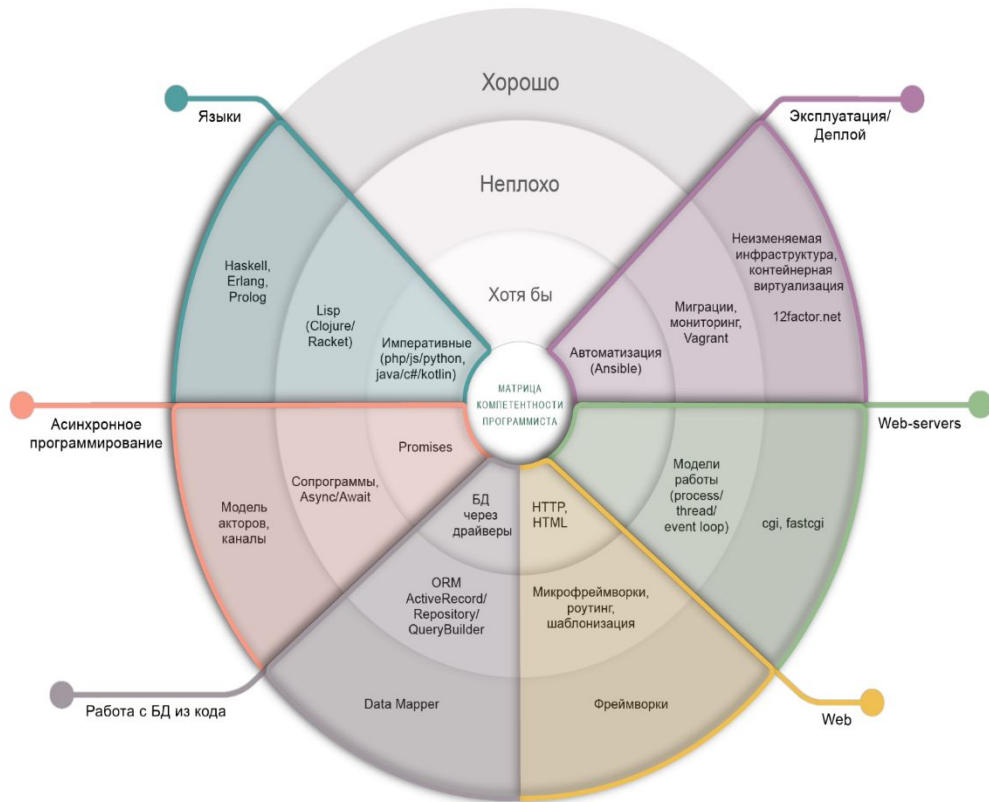 Хорошо
Неплохо
Хотя бы
МАТРИЦА
КОМПЕТЕНТНОСТИ
ПРОГРАММИСТА
Языки
Haskell,
Erlang,
Prolog
Lisp
(Clojure/
Racket)
Императивные
(php/js/python,
java/c#/kotlin)
Эксплуатация/
Деплой
Автоматизация
(Ansible)
Миграции,
мониторинг,
Vagrant
Неизменяемая
инфраструктура,
контейнерная
виртуализация
12factor.net
Асинхронное
программирование
Promises
Сопрограммы,
Async/Await
Модель
акторов,
каналы
Web-servers
Модели
работы
(process/
thread/
event loop)
cgi, fastcgi
Работа с БД из кода
БД
через
драйверы
ORM
ActiveRecord/
Repository/
QueryBuilder
Data Mapper
Web
HTTP,
HTML
Микрофреймворки,
роутинг,
шаблонизация
Фреймворки